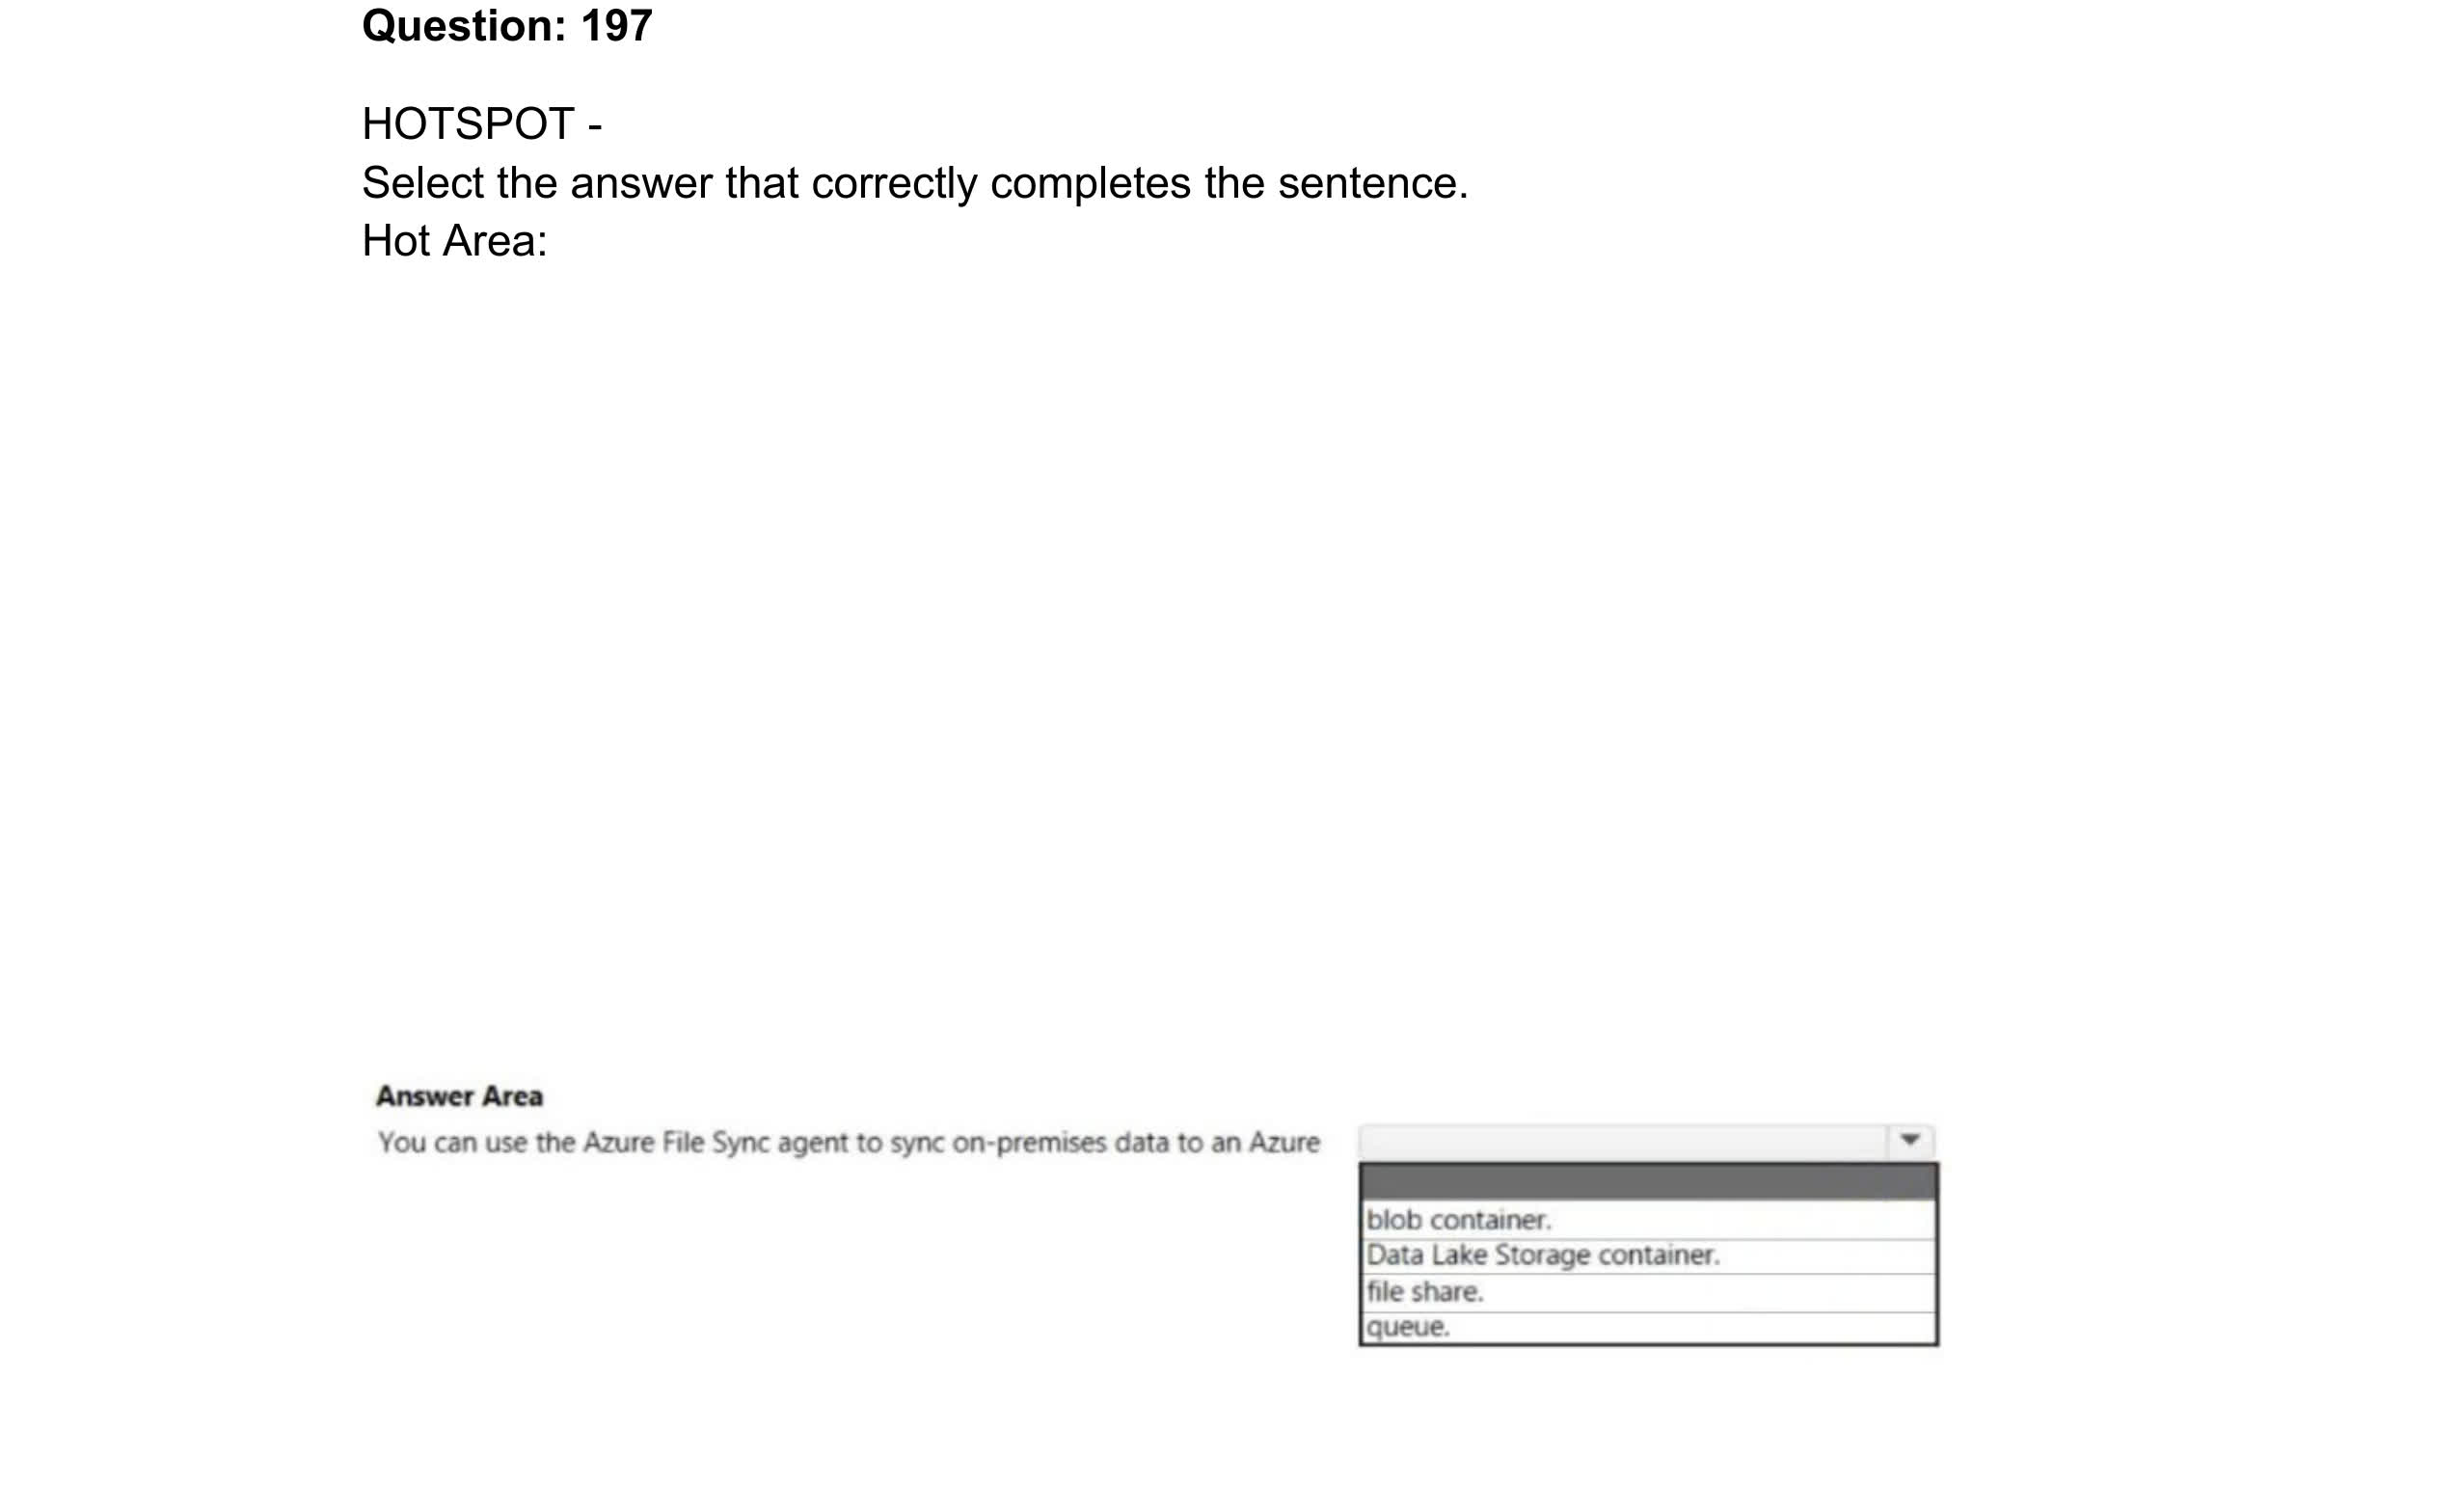 Question: 197
HOTSPOT -
Select the answer that correctly completes the sentence.
Hot Area:
Answer Area
You can use the Azure File Sync agent to sync on-premises data to an Azure
blob container.
Data Lake Storage container.
file share.
queue.